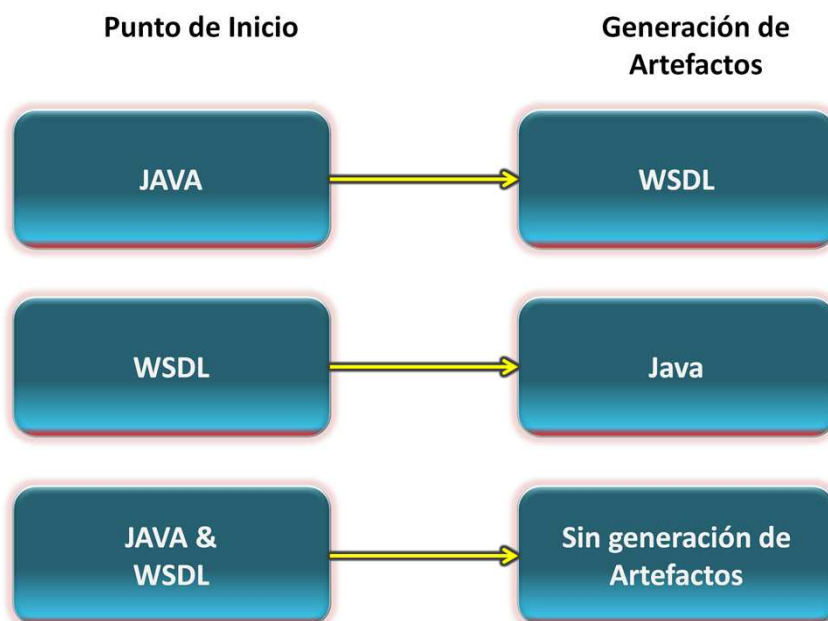 Punto de Inicio
Generación de
Artefactos
JAVA
WSDL
WSDL
Java
JAVA &
WSDL
Sin generación de
Artefactos